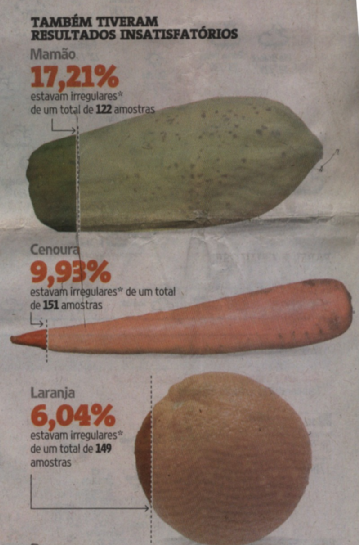 TAMBÉM TIVERAM
RESULTADOS INSATISFATÓRIOS
Mamão
17,21%
estavam irregulares*
de um total de 122 amostras
Cenoura
9,93%
estavam irregulares* de um total
de 151 amostras
Laranja
6,04%
estavam irregulares*
de um total de 149
amostras